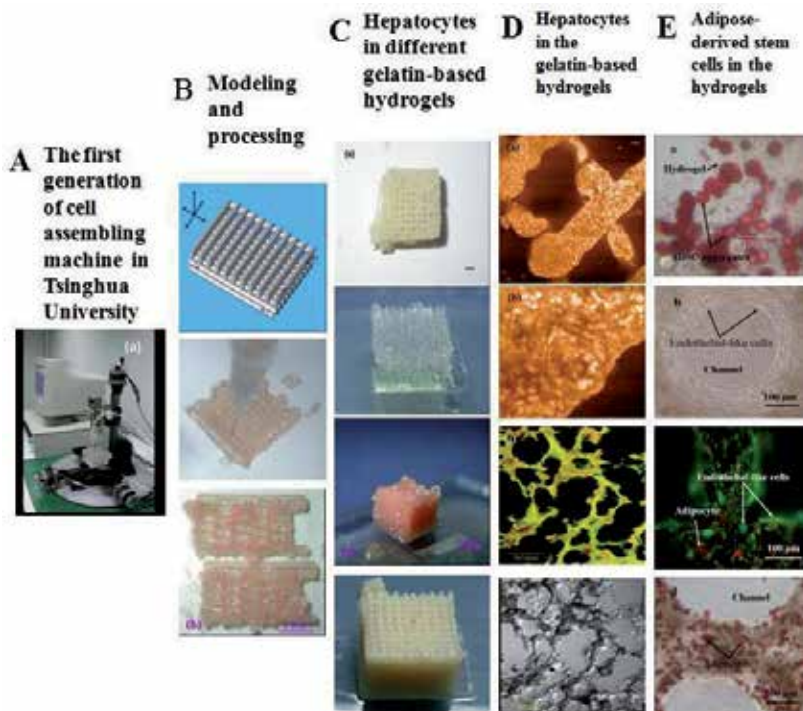 A The first
generation
of cell
assembling
machine in
Tsinghua
University
(a)
B Modeling
and
processing
(b)
C Hepatocytes
in different
gelatin-based
hydrogels
(a)
D Hepatocytes
in the
gelatin-based
hydrogels
(a)
(b)
E Adipose-
derived stem
cells in the
hydrogels
a
Hydrogel
b
Endothelial-like cells
Channel
100 μm
Endothelial-like cells
Adipocyte
100 μm
Channel
100 μm